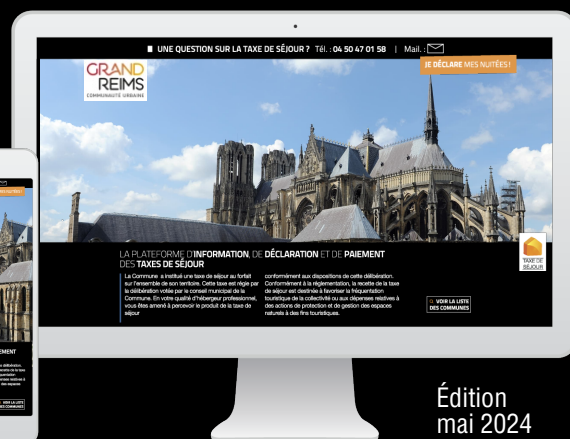 UNE QUESTION SUR LA TAXE DE SÉJOUR ? Tél. : 04 50 47 01 58 | Mail. :
JE DÉCLARE MES NUITÉES !
GRAND
REIMS
COMMUNAUTÉ URBAINE
LA PLATEFORME D'INFORMATION, DE DÉCLARATION ET DE PAIEMENT
DES TAXES DE SÉJOUR
La Commune a institué une taxe de séjour au forfait
sur l'ensemble de son territoire. Cette taxe est régie par
la délibération votée par le conseil municipal de la
Commune. En votre qualité d'hébergeur professionnel,
vous êtes amené à percevoir le produit de la taxe de
séjour
conformément aux dispositions de cette délibération.
Conformément à la réglementation, la recette de la taxe
de séjour est destinée à favoriser la fréquentation
touristique de la collectivité ou aux dépenses relatives à
des actions de protection et de gestion des espaces
naturels à des fins touristiques.
TAXE DE
SÉJOUR
VOIR LA LISTE
DES COMMUNES
EMENT
VOIR LA LISTE
DES COMMUNES
Édition
mai 2024